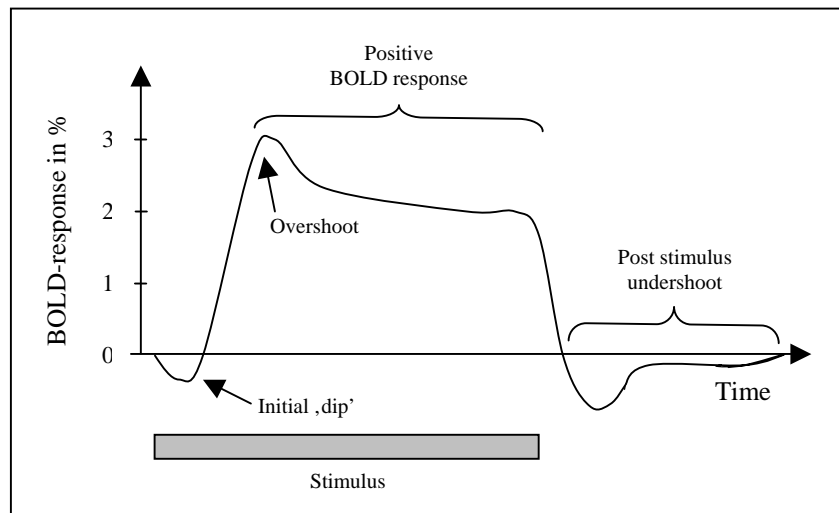 Positive
BOLD response
BOLD-response in %
3
2
1
0
Overshoot
Post stimulus
undershoot
Initial ‚dip’
Time
Stimulus